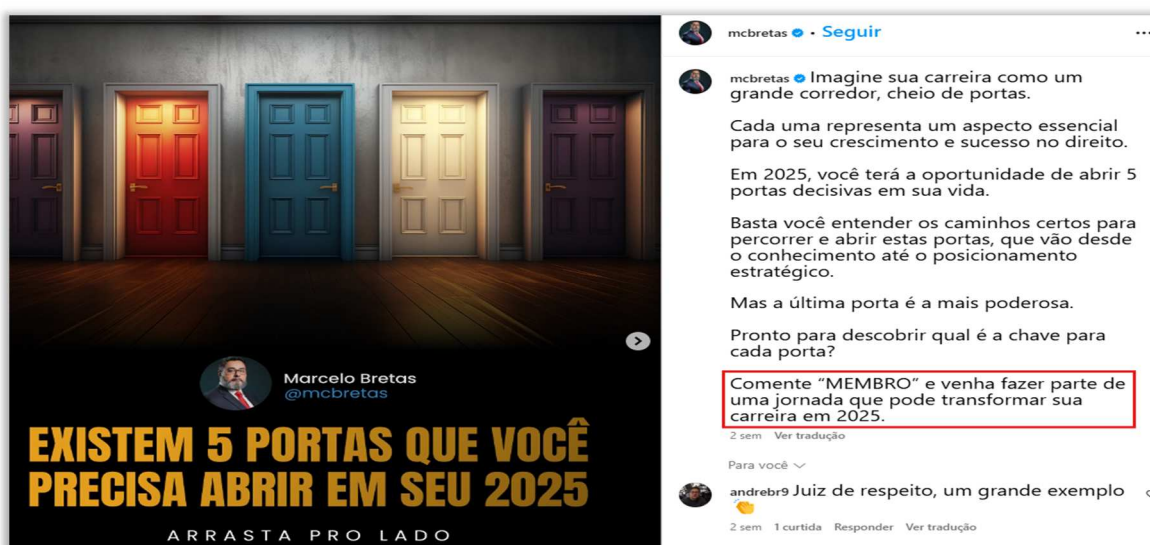 mcbretas • Seguir
mcbretas Imagine sua carreira como um
grande corredor, cheio de portas.
Cada uma representa um aspecto essencial
para o seu crescimento e sucesso no direito.
Em 2025, você terá a oportunidade de abrir 5
portas decisivas em sua vida.
Basta você entender os caminhos certos para
percorrer e abrir estas portas, que vão desde
o conhecimento até o posicionamento
estratégico.
Mas a última porta é a mais poderosa.
Pronto para descobrir qual é a chave para
cada porta?
Comente “MEMBRO” e venha fazer parte de
uma jornada que pode transformar sua
carreira em 2025.
2 sem Ver tradução
Para você
andrebr9 Juiz de respeito, um grande exemplo
👏
2 sem 1 curtida Responder Ver tradução
Marcelo Bretas
@mcbretas
EXISTEM 5 PORTAS QUE VOCÊ
PRECISA ABRIR EM SEU 2025
ARRASTA PRO LADO